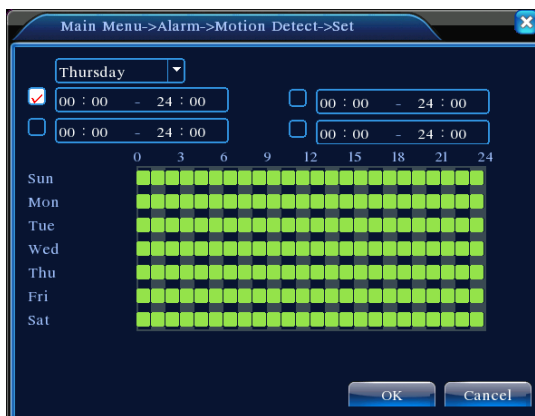 Main Menu->Alarm->Motion Detect->Set
Thursday
00 : 00 - 24 : 00 00 : 00 - 24 : 00
00 : 00 - 24 : 00 00 : 00 - 24 : 00
0 3 6 9 12 15 18 21 24
Sun
Mon
Tue
Wed
Thu
Fri
Sat
OK Cancel